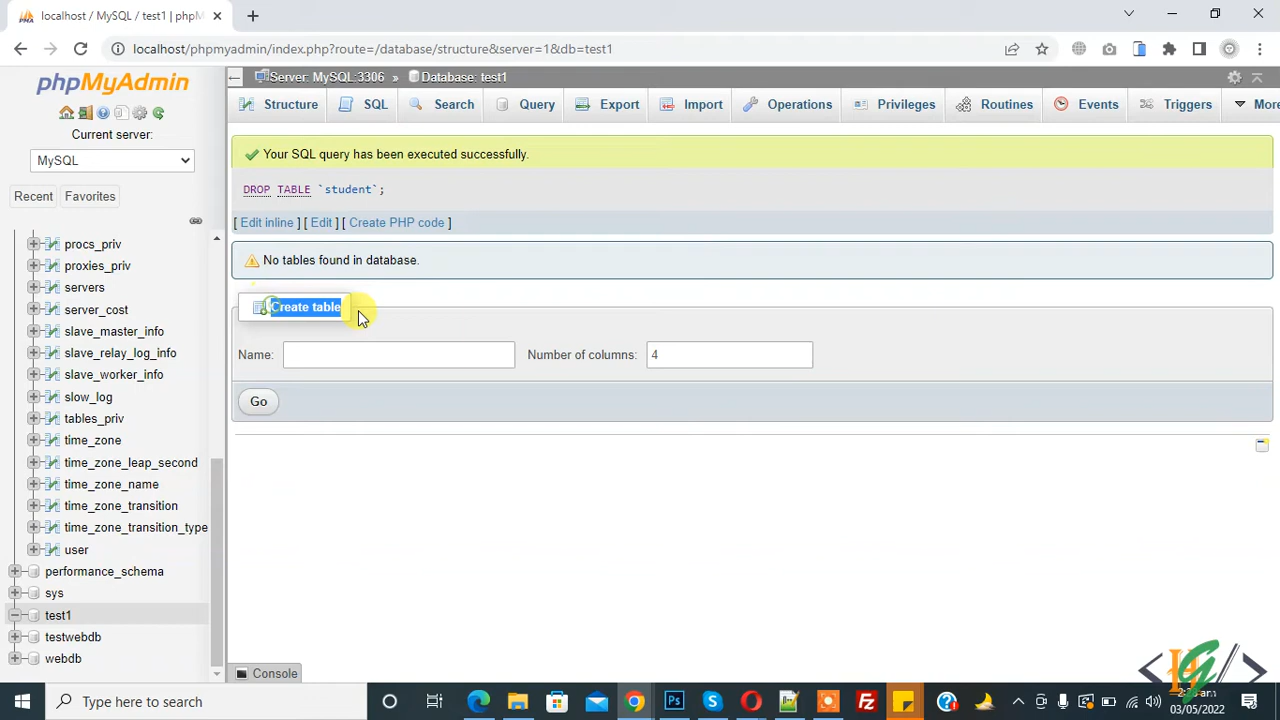 localhost / MySQL / test1 | phpM
localhost/phpmyadmin/index.php?route=/database/structure&server=1&db=test1
phpMyAdmin
Current server:
MySQL
Recent
Favorites
procs_priv
proxies_priv
servers
server_cost
slave_master_info
slave_relay_log_info
slave_worker_info
slow_log
tables_priv
time_zone
time_zone_leap_second
time_zone_name
time_zone_transition
time_zone_transition_type
user
performance_schema
sys
test1
testwebdb
webdb
Server: MySQL:3306 » Database: test1
Structure SQL Search Query Export Import Operations Privileges Routines Events Triggers More
Your SQL query has been executed successfully.
DROP TABLE `student`;
[ Edit inline ] [ Edit ] [ Create PHP code ]
No tables found in database.
Create table
Name:
Number of columns: 4
Go
Console
Type here to search
03/05/2022